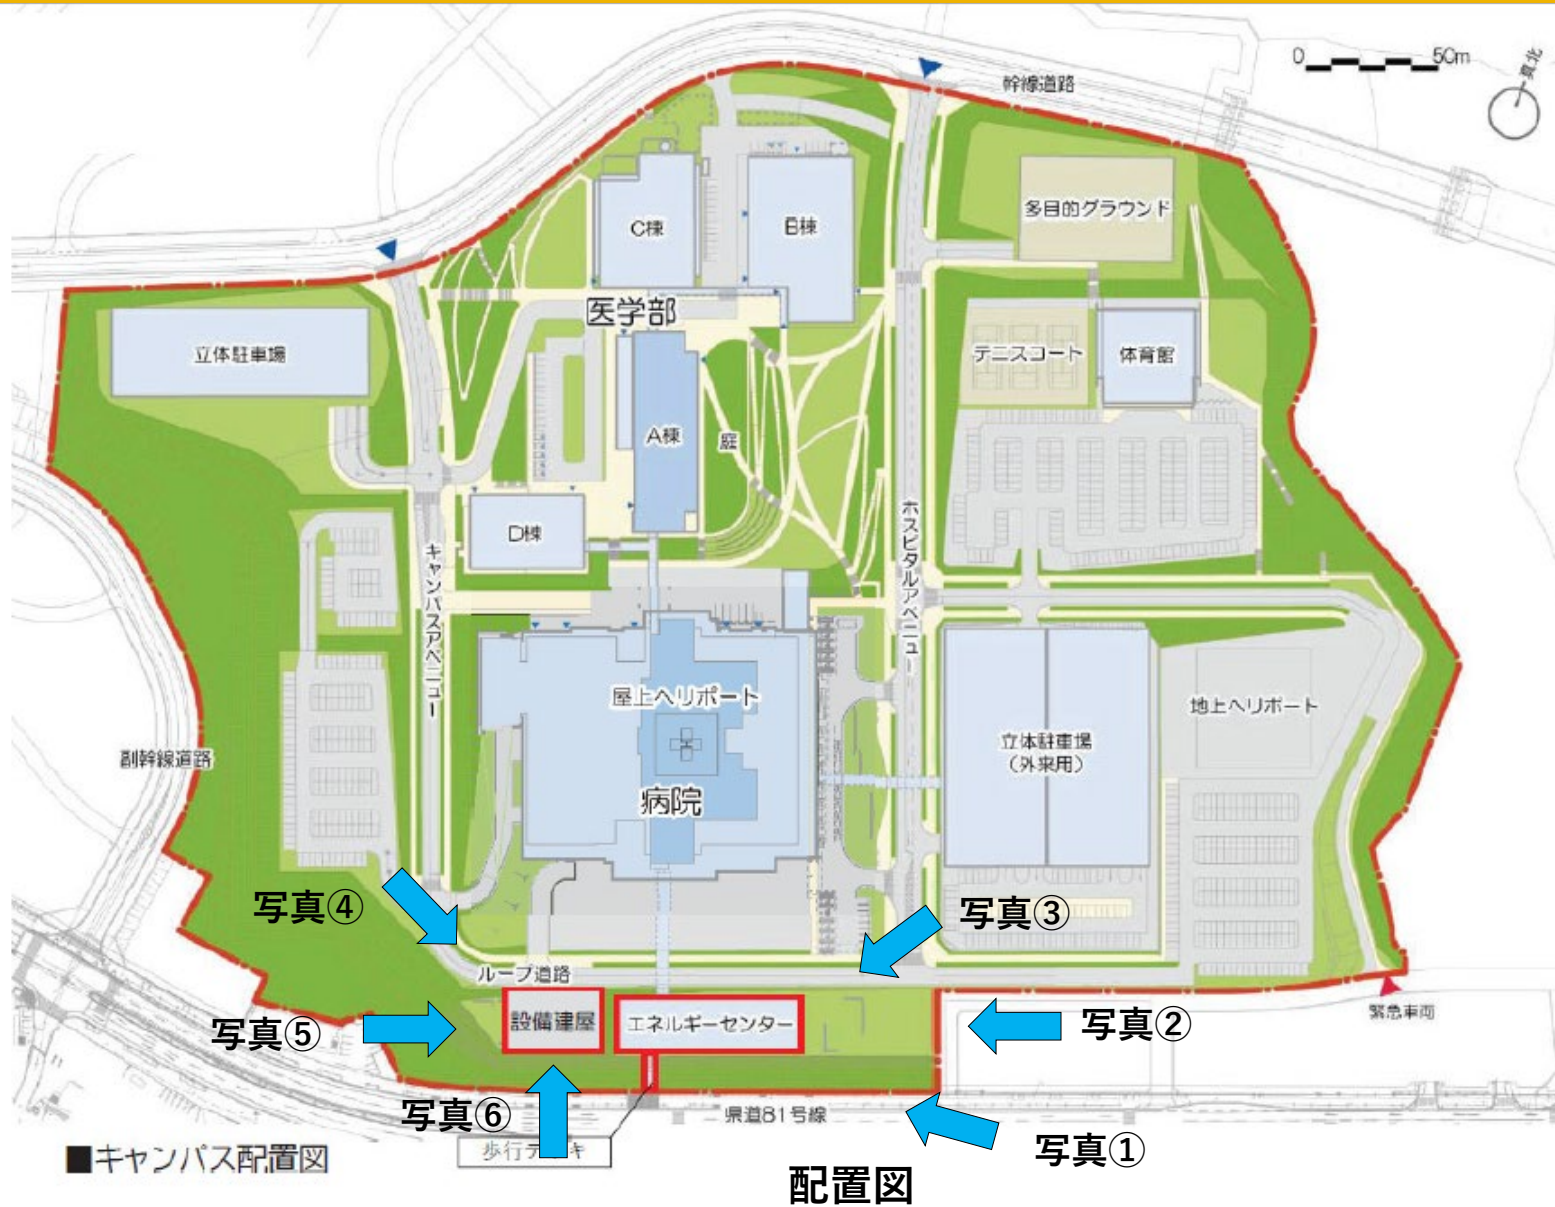 0 50m
真北
幹線道路
多目的グラウンド
C棟
B棟
医学部
立体駐車場
テニスコート
体育館
A棟
庭
D棟
キャンパスアベニュー
ホスピタルアベニュー
屋上ヘリポート
病院
地上ヘリポート
立体駐車場
(外来用)
副幹線道路
写真④
写真③
ループ道路
写真⑤
設備建屋
エネルギーセンター
写真②
緊急車両
写真⑥
県道81号線
歩行デ キ
写真①
■キャンパス配置図
配置図